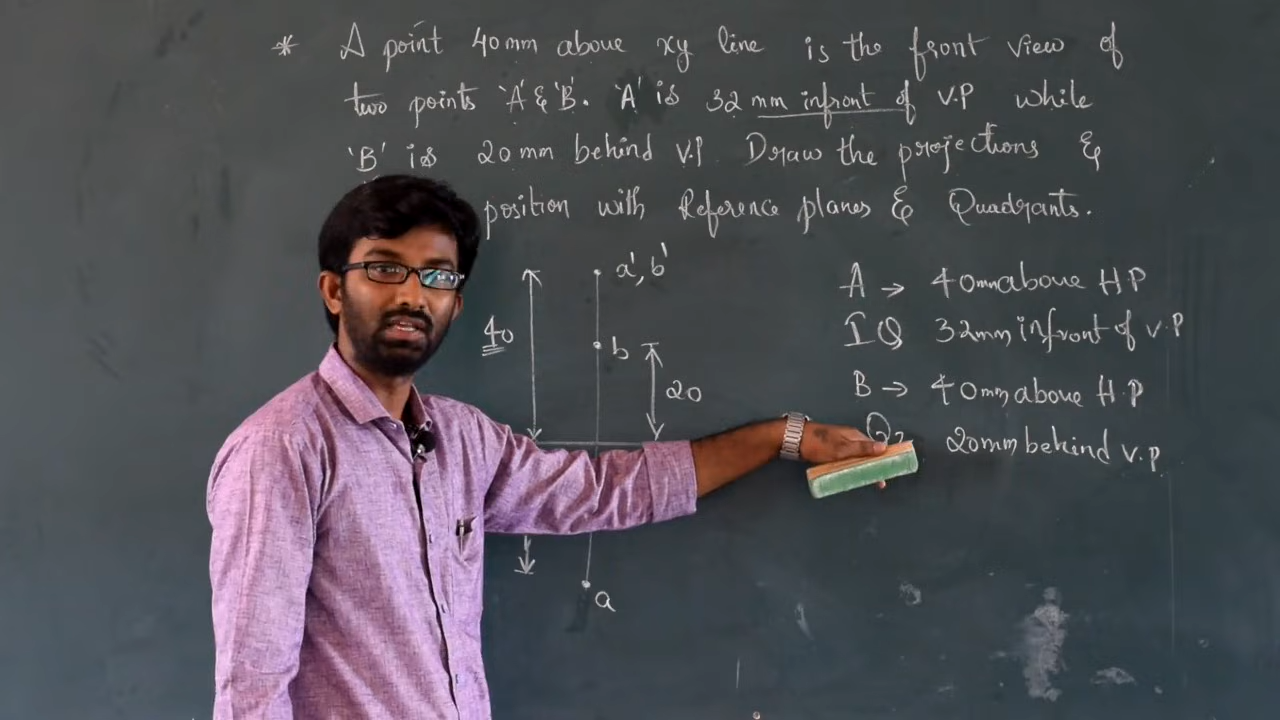 * A point 40mm above xy line is the front view of
two points 'A' & 'B'. 'A' is 32 mm infront of V.P while
'B' is 20mm behind V.P. Draw the projections &
position with Reference planes & Quadrants.
a', b'
40
b
20
a
A → 40mm above H P
I Q 32mm infront of V.P
B → 40mm above H.P
20mm behind V.P